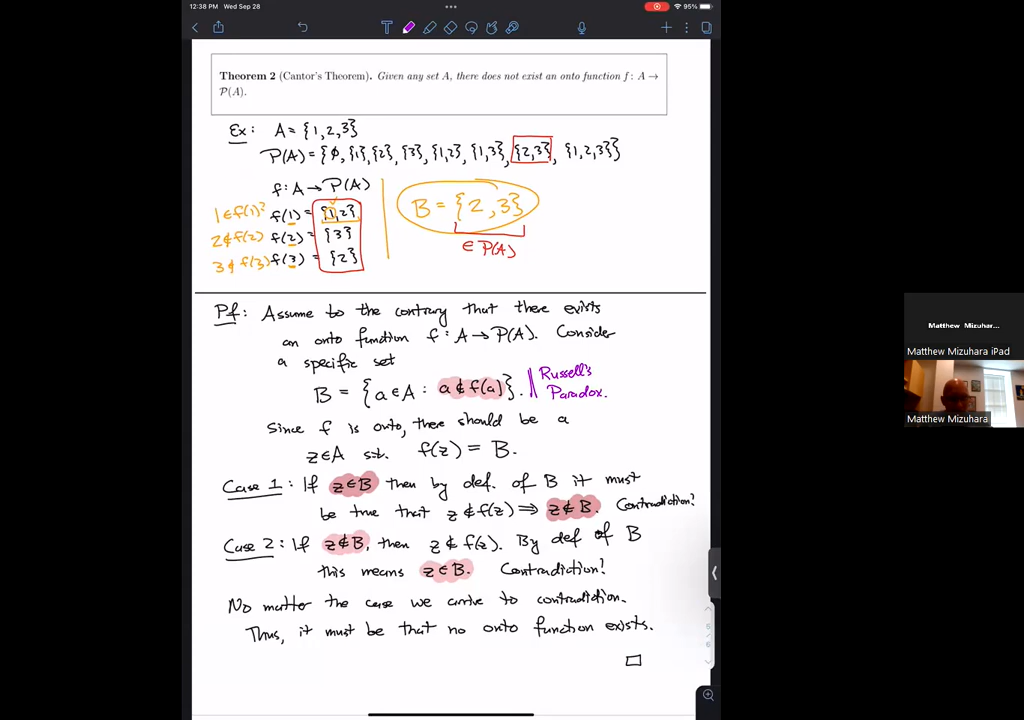 12:38 PM Wed Sep 28
95%
Theorem 2 (Cantor's Theorem). Given any set A, there does not exist an onto function f : A →
P(A).
Ex: A = {1,2,3}
P(A) = {∅, {1}, {2}, {3}, {1,2}, {1,3}, {2,3}, {1,2,3}}
f: A → P(A)
1 ∈ f(1)? f(1) = {1,2}
2 ∉ f(2) f(2) = {3}
3 ∉ f(3) f(3) = {2}
B = {2,3}
∈ P(A)
Pf: Assume to the contrary that there exists
an onto function f: A → P(A). Consider
a specific set
B = {a ∈ A : a ∉ f(a)}.
Russell's
Paradox.
Since f is onto, there should be a
z ∈ A s.t. f(z) = B.
Case 1: If z ∈ B then by def. of B it must
be true that z ∉ f(z) ⟹ z ∉ B. Contradiction!
Case 2: If z ∉ B, then z ∉ f(z). By def of B
this means z ∈ B. Contradiction!
No matter the case we arrive to contradiction.
Thus, it must be that no onto function exists.
Matthew Mizuhar...
Matthew Mizuhara iPad
Matthew Mizuhara
5
/
6